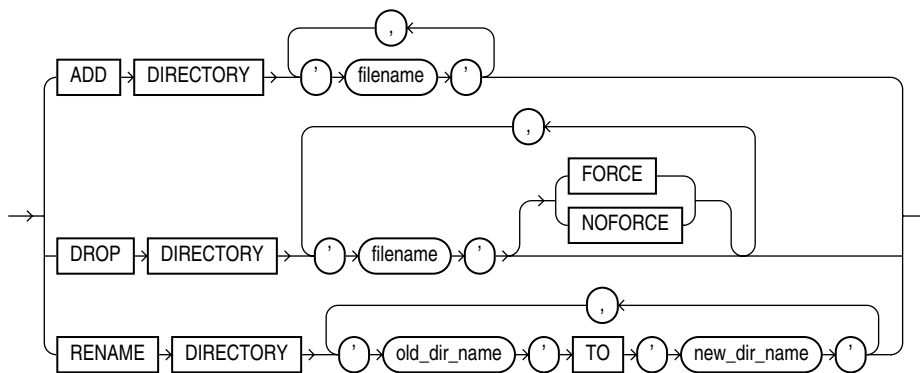 ,
ADD DIRECTORY ' filename '
,
FORCE
NOFORCE
DROP DIRECTORY ' filename '
,
RENAME DIRECTORY ' old_dir_name ' TO ' new_dir_name '